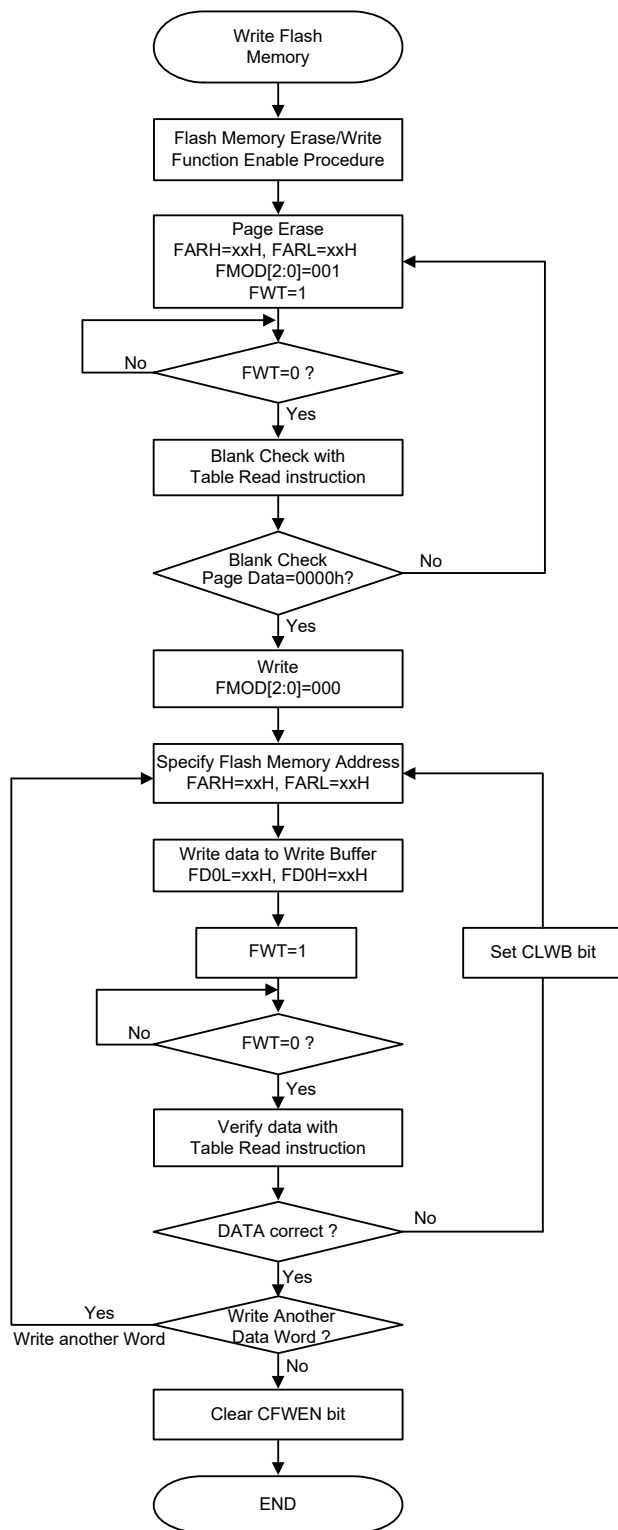 Write Flash
Memory
Flash Memory Erase/Write
Function Enable Procedure
Page Erase
FARH=xxH, FARL=xxH
FMOD[2:0]=001
FWT=1
No
FWT=0 ?
Yes
Blank Check with
Table Read instruction
Blank Check
Page Data=0000h?
No
Yes
Write
FMOD[2:0]=000
Specify Flash Memory Address
FARH=xxH, FARL=xxH
Write data to Write Buffer
FD0L=xxH, FD0H=xxH
FWT=1
Set CLWB bit
No
FWT=0 ?
Yes
Verify data with
Table Read instruction
DATA correct ?
No
Yes
Yes
Write another Word
Write Another
Data Word ?
No
Clear CFWEN bit
END